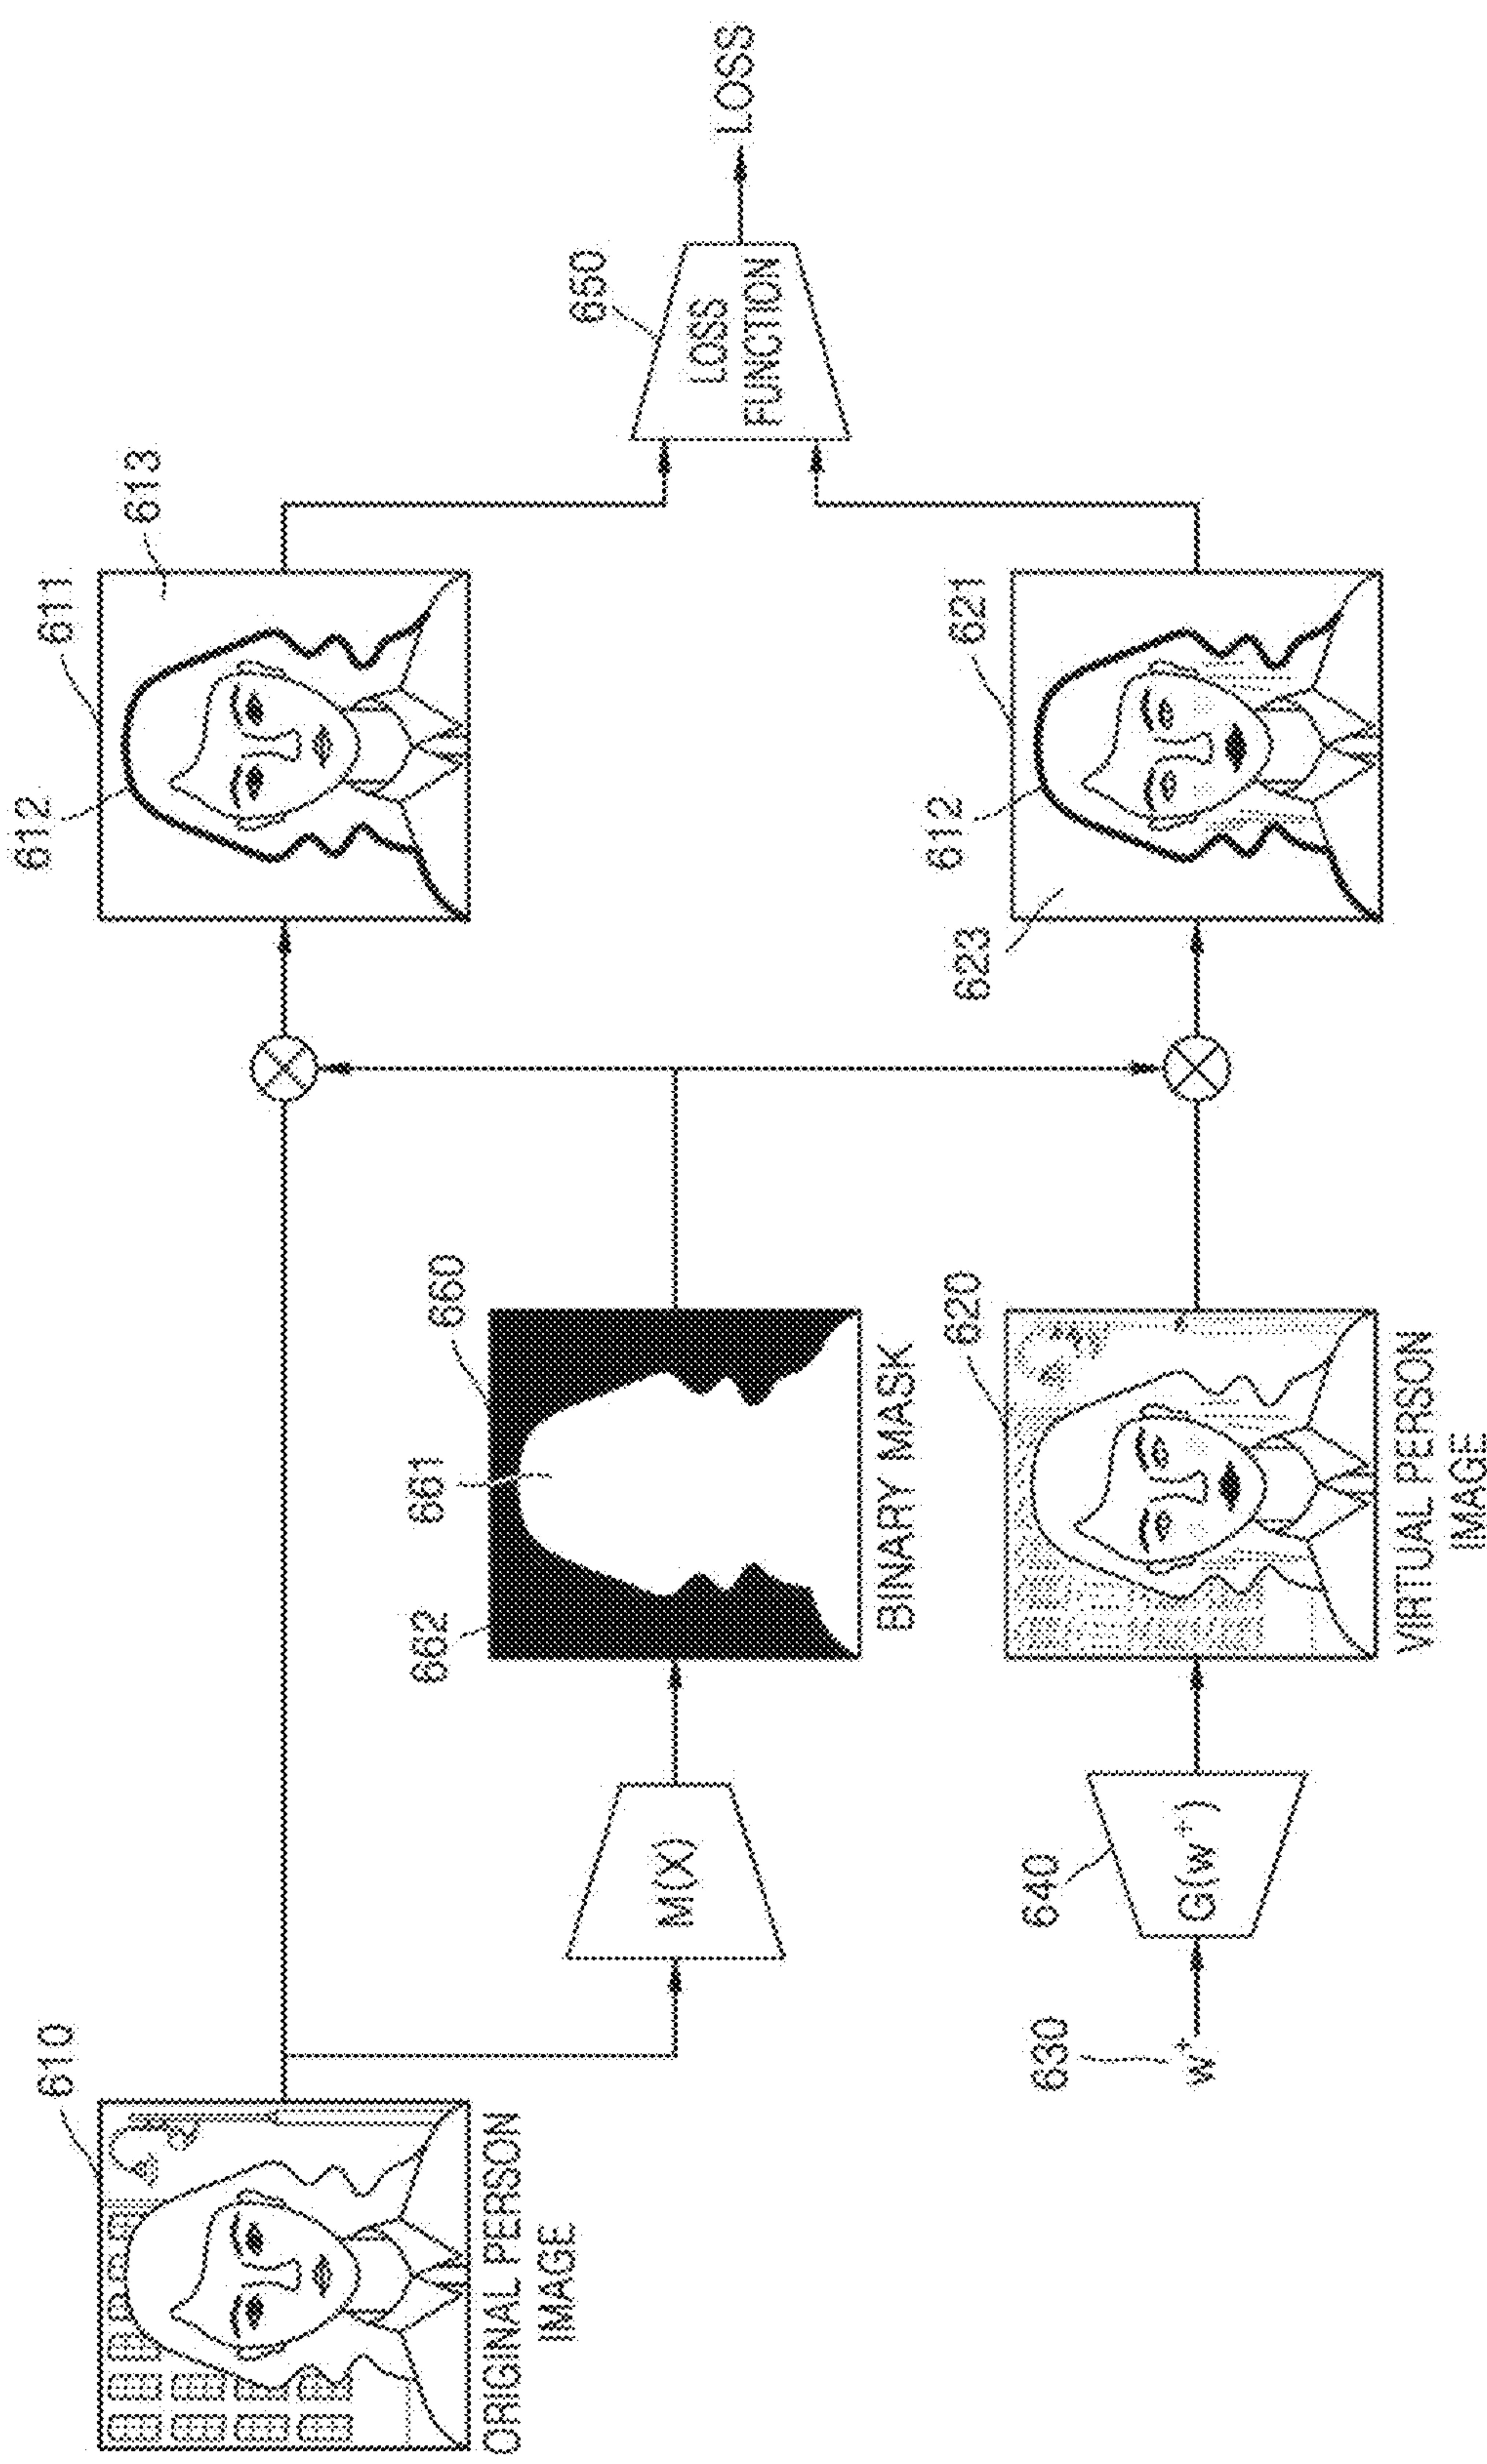 610
ORIGINAL PERSON
IMAGE
M(X)
662
661
660
BINARY MASK
630
w⁺
640
G(w⁺)
620
VIRTUAL PERSON
IMAGE
612
611
613
623
612
621
650
LOSS
FUNCTION
LOSS